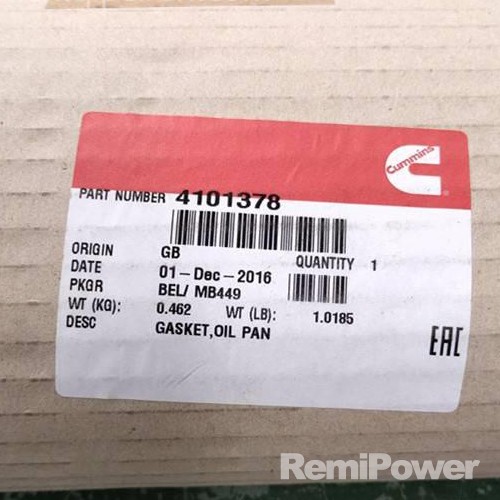 Cummins
PART NUMBER 4101378
ORIGIN GB QUANTITY 1
DATE 01-Dec-2016
PKGR BEL/ MB449
WT (KG): 0.462 WT (LB): 1.0185
DESC GASKET,OIL PAN
EAC
RemiPower